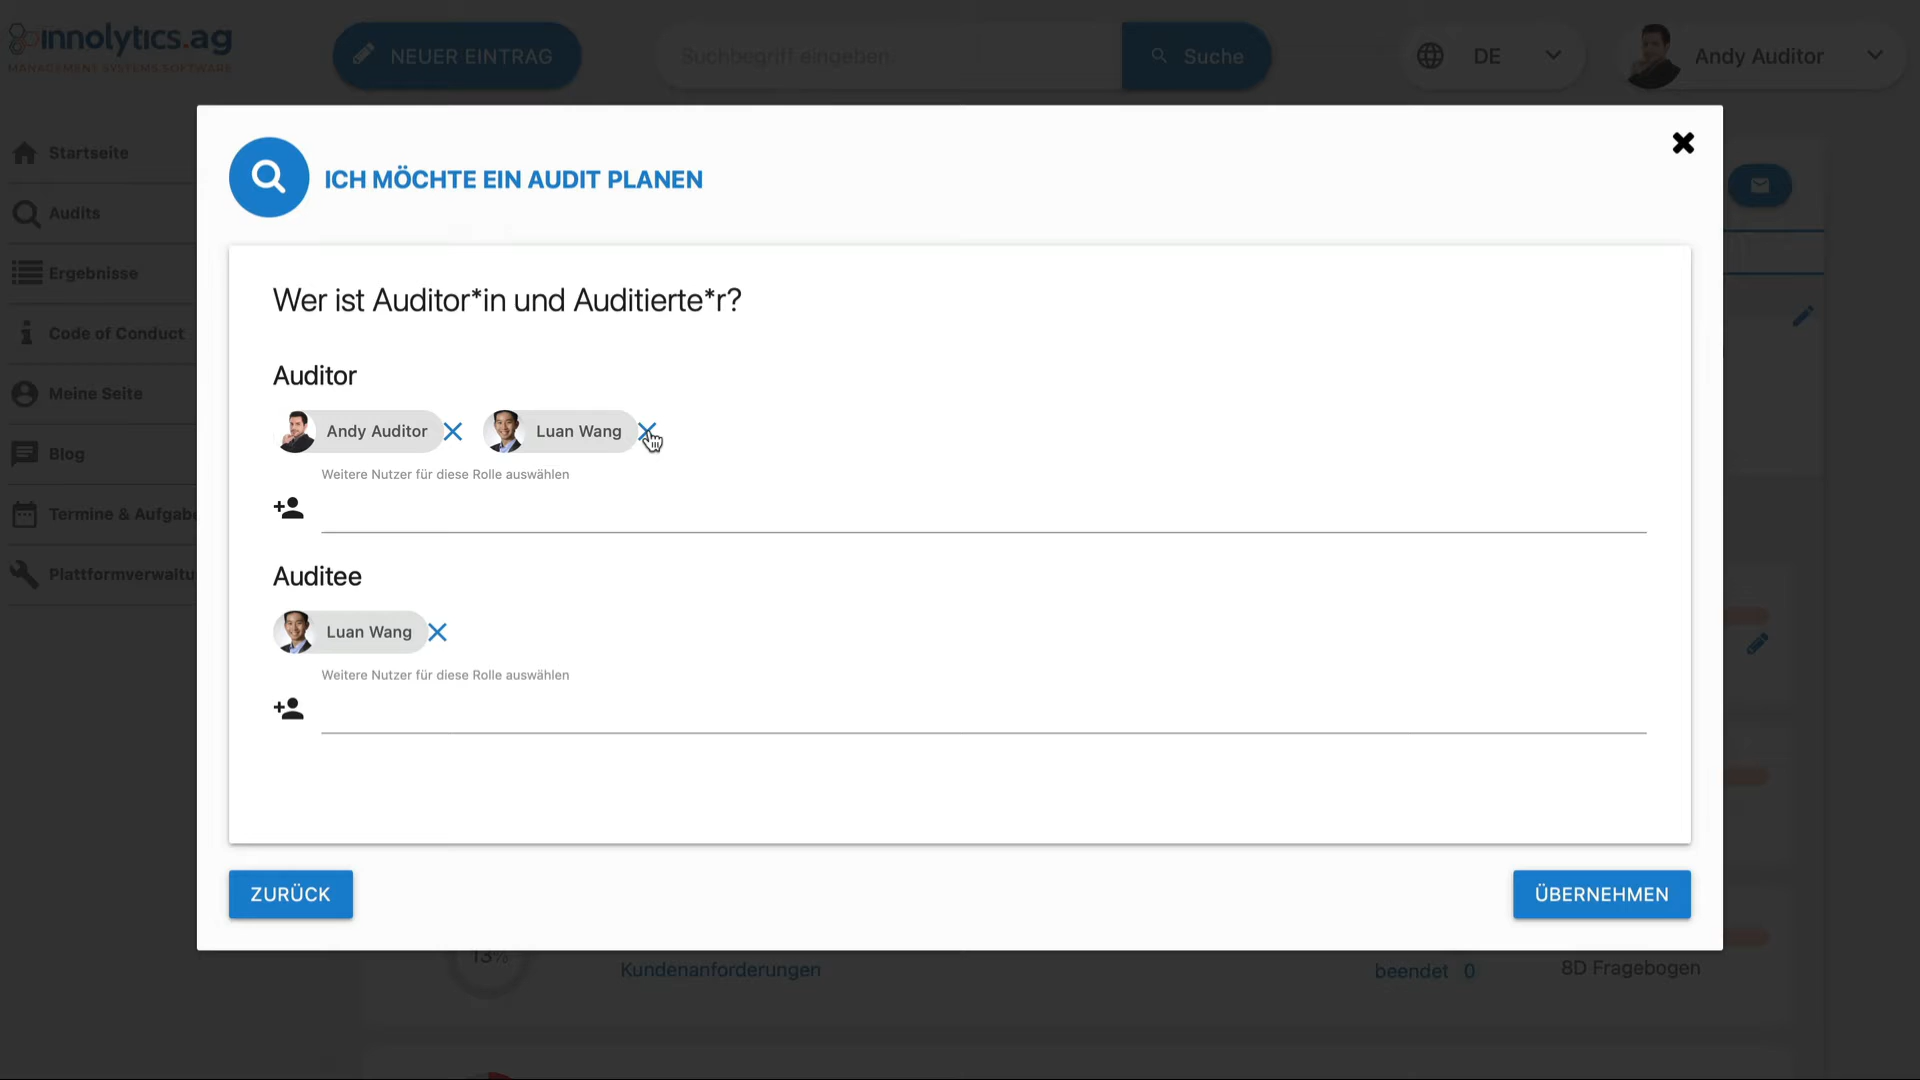 innolytics.ag
MANAGEMENT SYSTEMS SOFTWARE
NEUER EINTRAG
Suchbegriff eingeben.
Suche
DE
Andy Auditor
Startseite
Audits
Ergebnisse
Code of Conduct
Meine Seite
Blog
Termine & Aufgab
Plattformverwaltu
ICH MÖCHTE EIN AUDIT PLANEN
Wer ist Auditor*in und Auditierte*r?
Auditor
Andy Auditor
Luan Wang
Weitere Nutzer für diese Rolle auswählen
Auditee
Luan Wang
Weitere Nutzer für diese Rolle auswählen
ZURÜCK
ÜBERNEHMEN
13%
Kundenanforderungen
beendet 0
8D Fragebogen